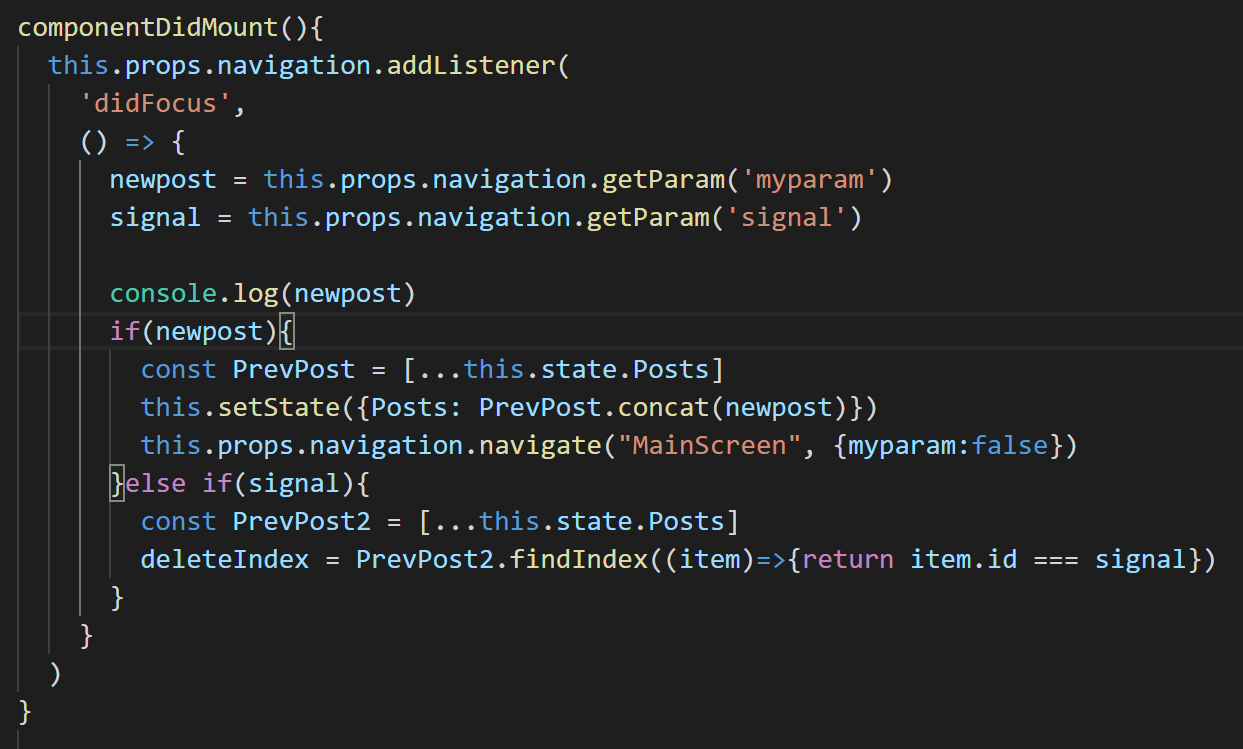 componentDidMount(){
this.props.navigation.addListener(
'didFocus',
() => {
newpost = this.props.navigation.getParam('myparam')
signal = this.props.navigation.getParam('signal')
console.log(newpost)
if(newpost){
const PrevPost = [...this.state.Posts]
this.setState({Posts: PrevPost.concat(newpost)})
this.props.navigation.navigate("MainScreen", {myparam:false})
}else if(signal){
const PrevPost2 = [...this.state.Posts]
deleteIndex = PrevPost2.findIndex((item)=>{return item.id === signal})
}
}
)
}